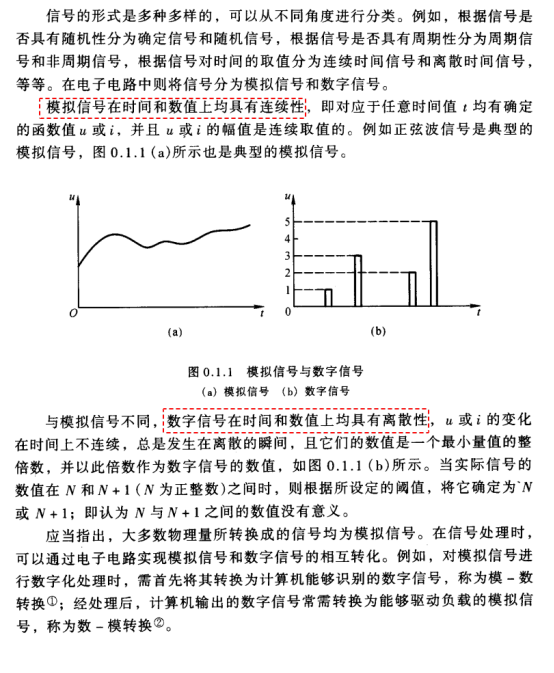 信号的形式是多种多样的，可以从不同角度进行分类。例如，根据信号是
否具有随机性分为确定信号和随机信号，根据信号是否具有周期性分为周期信
号和非周期信号，根据信号对时间的取值分为连续时间信号和离散时间信号，
等等。在电子电路中则将信号分为模拟信号和数字信号。
模拟信号在时间和数值上均具有连续性，即对应于任意时间值 t 均有确定
的函数值 u 或 i，并且 u 或 i 的幅值是连续取值的。例如正弦波信号是典型的
模拟信号，图 0.1.1 (a)所示也是典型的模拟信号。
u
O
t
(a)
u
5
4
3
2
1
0
t
(b)
图 0.1.1 模拟信号与数字信号
(a) 模拟信号 (b) 数字信号
与模拟信号不同，数字信号在时间和数值上均具有离散性，u 或 i 的变化
在时间上不连续，总是发生在离散的瞬间，且它们的数值是一个最小量值的整
倍数，并以此倍数作为数字信号的数值，如图 0.1.1 (b)所示。当实际信号的
数值在 N 和 N + 1 ( N 为正整数)之间时，则根据所设定的阈值，将它确定为 N
或 N + 1；即认为 N 与 N + 1 之间的数值没有意义。
应当指出，大多数物理量所转换成的信号均为模拟信号。在信号处理时，
可以通过电子电路实现模拟信号和数字信号的相互转化。例如，对模拟信号进
行数字化处理时，需首先将其转换为计算机能够识别的数字信号，称为模－数
转换①；经处理后，计算机输出的数字信号常需转换为能够驱动负载的模拟信
号，称为数－模转换②。